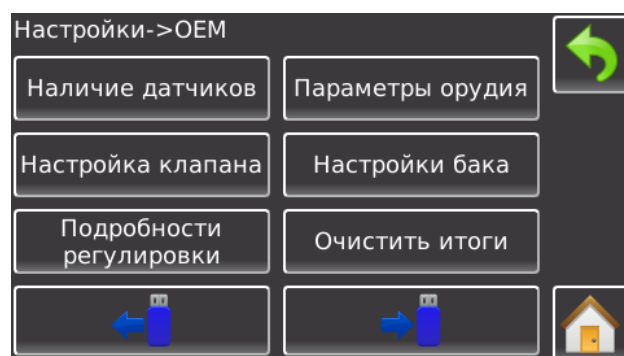 Настройки->OEM
Наличие датчиков
Параметры орудия
Настройка клапана
Настройки бака
Подробности
регулировки
Очистить итоги